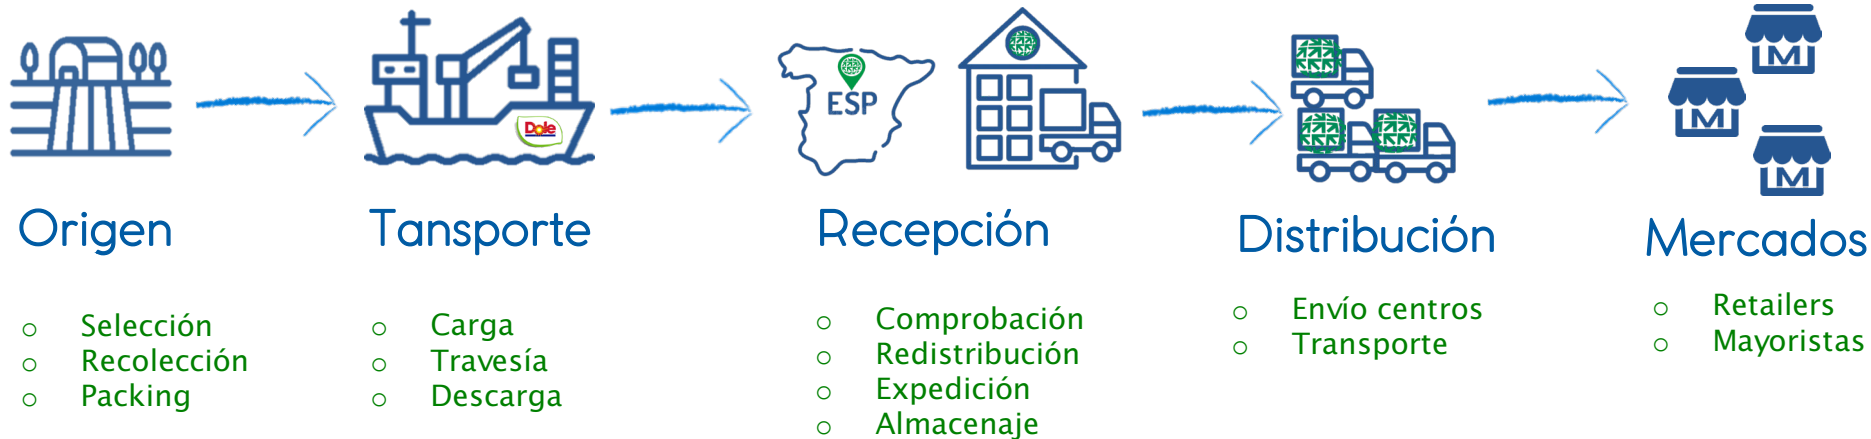 Dole
ESP
M
M
M
Origen
Tansporte
Recepción
Distribución
Mercados
o Selección
o Recolección
o Packing
o Carga
o Travesía
o Descarga
o Comprobación
o Redistribución
o Expedición
o Almacenaje
o Envío centros
o Transporte
o Retailers
o Mayoristas